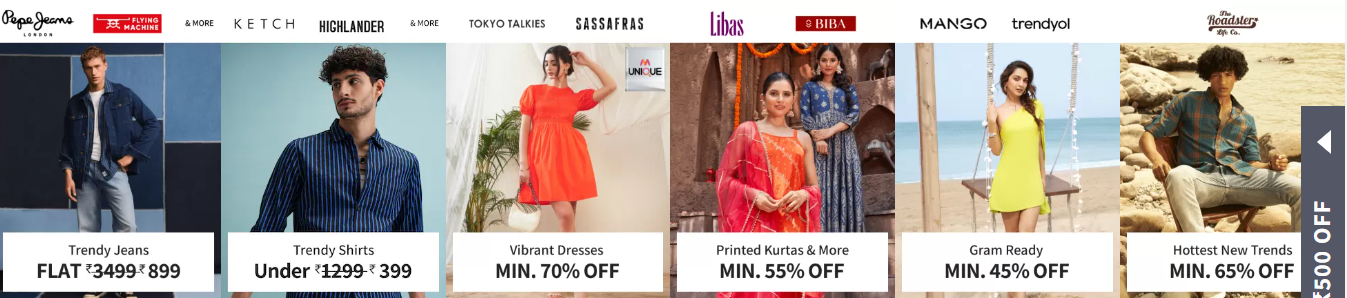 Pepe Jeans
LONDON
FLYING
MACHINE
& MORE
KETCH
HIGHLANDER
& MORE
TOKYO TALKIES
SASSAFRAS
Libas
BIBA
MANGO
trendyol
The
Roadster
Life Co.
UNIQUE
Trendy Jeans
FLAT ₹3499 ₹899
Trendy Shirts
Under ₹1299 ₹399
Vibrant Dresses
MIN. 70% OFF
Printed Kurtas & More
MIN. 55% OFF
Gram Ready
MIN. 45% OFF
Hottest New Trends
MIN. 65% OFF
₹500 OFF